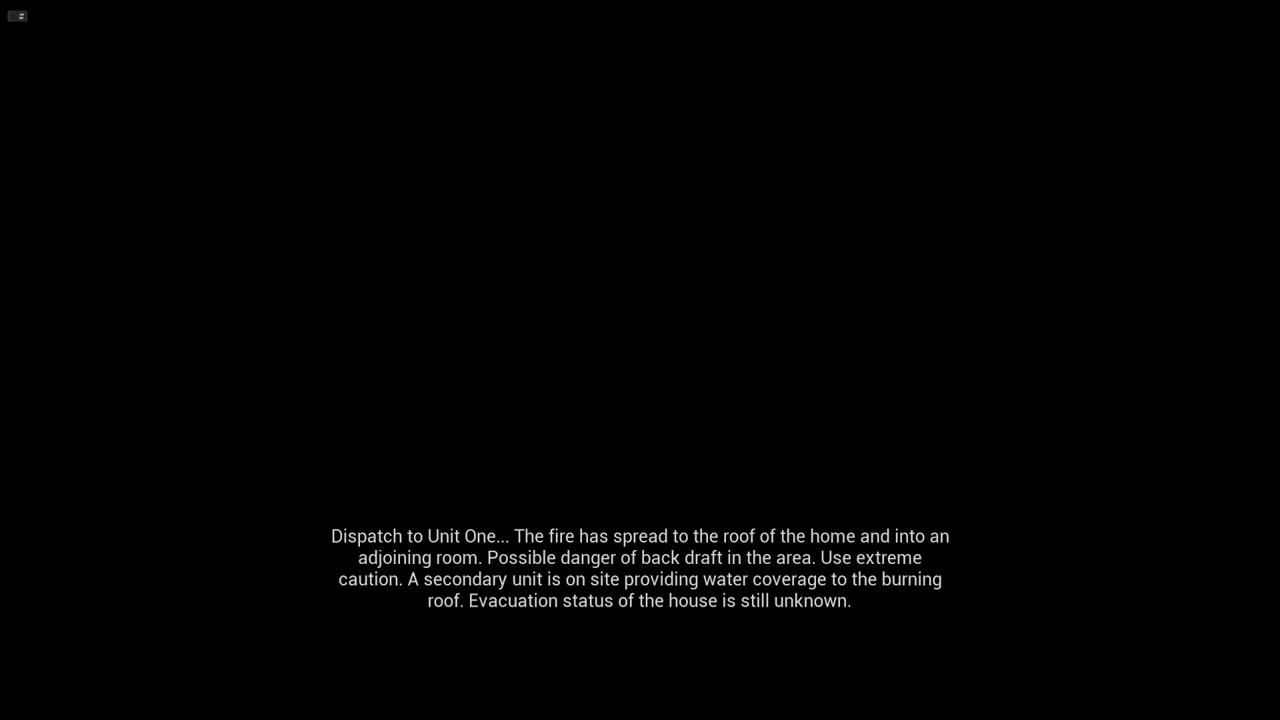 Dispatch to Unit One... The fire has spread to the roof of the home and into an
adjoining room. Possible danger of back draft in the area. Use extreme
caution. A secondary unit is on site providing water coverage to the burning
roof. Evacuation status of the house is still unknown.